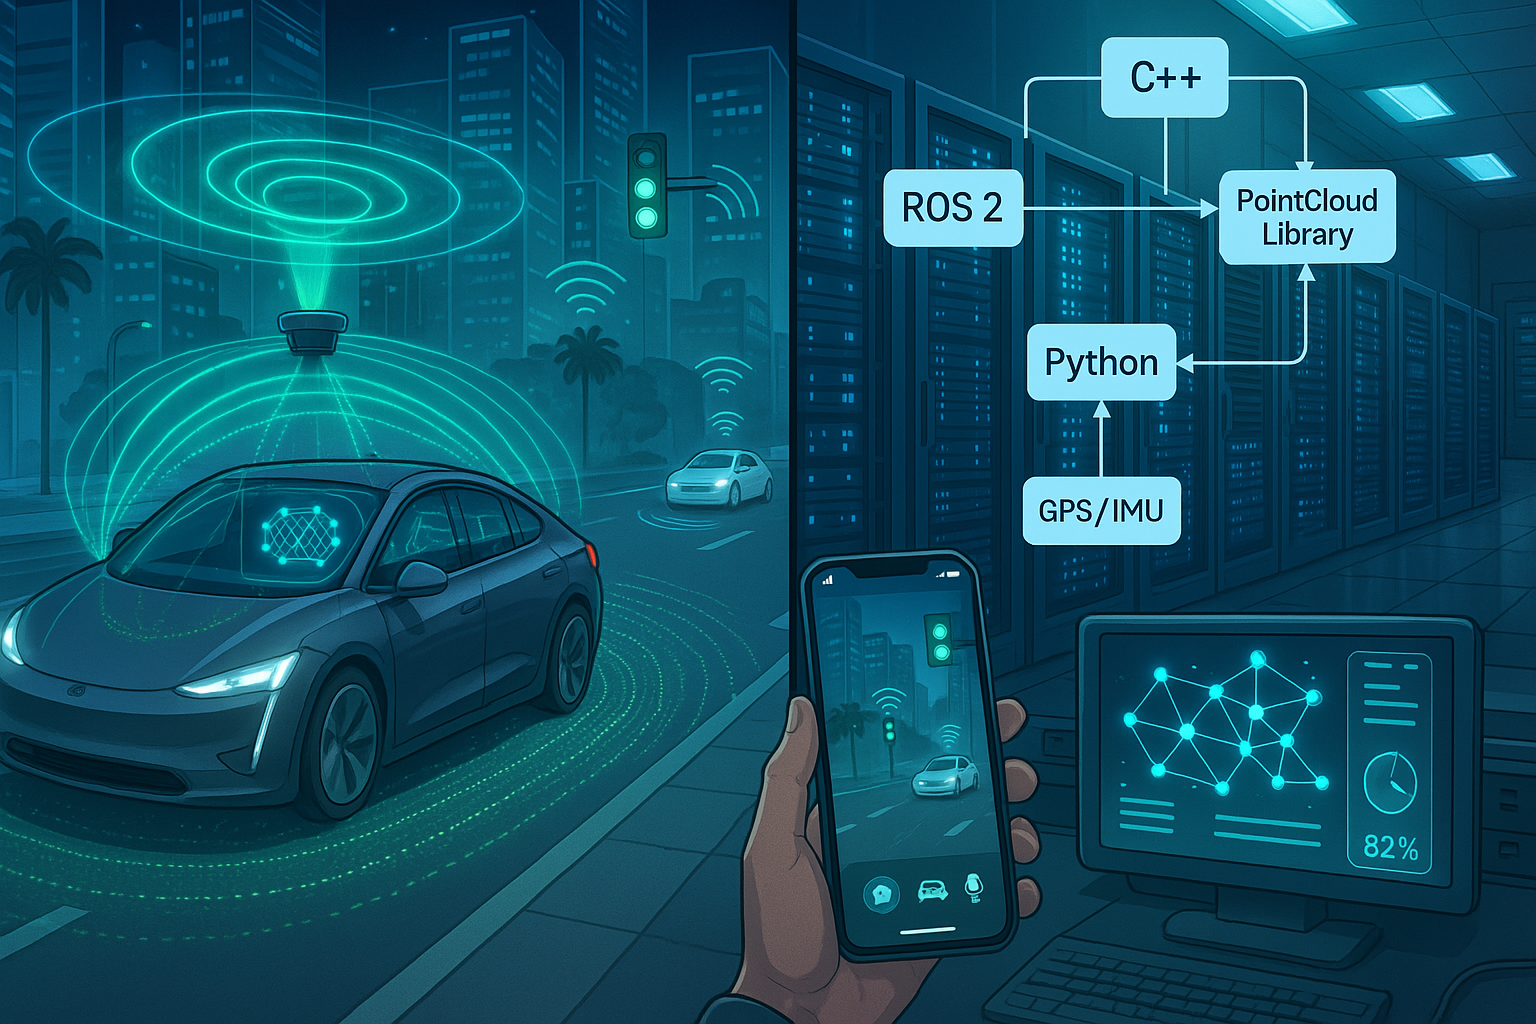 C++
ROS 2
PointCloud
Library
Python
GPS/IMU
82%